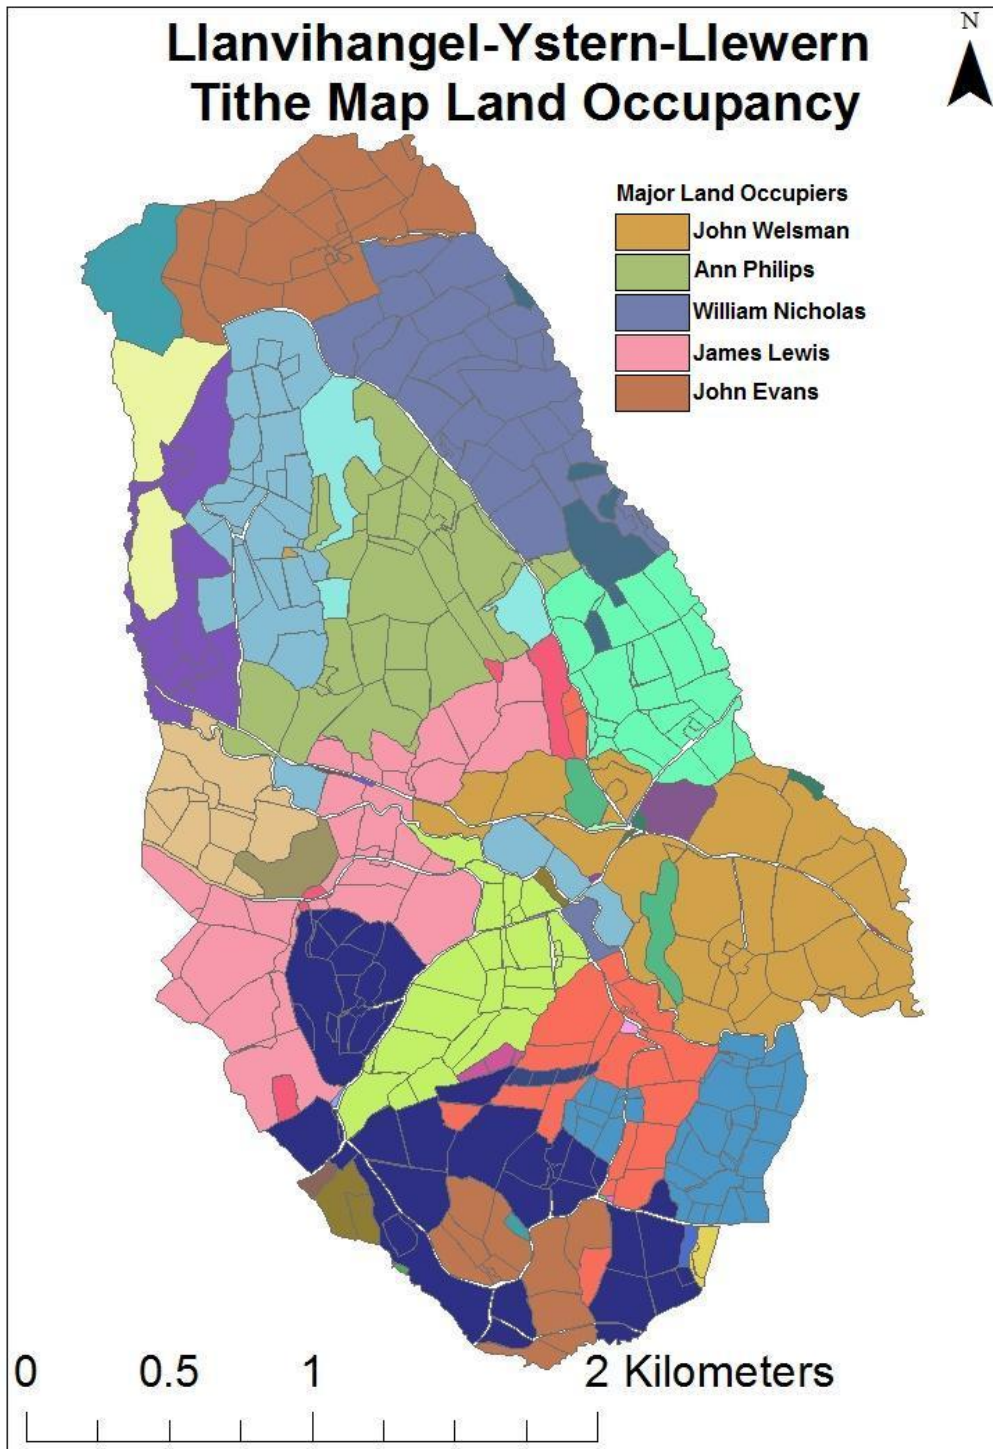 Llanvihangel-Ystern-Llewern
Tithe Map Land Occupancy
N
Major Land Occupiers
John Welsman
Ann Philips
William Nicholas
James Lewis
John Evans
0 0.5 1 2 Kilometers